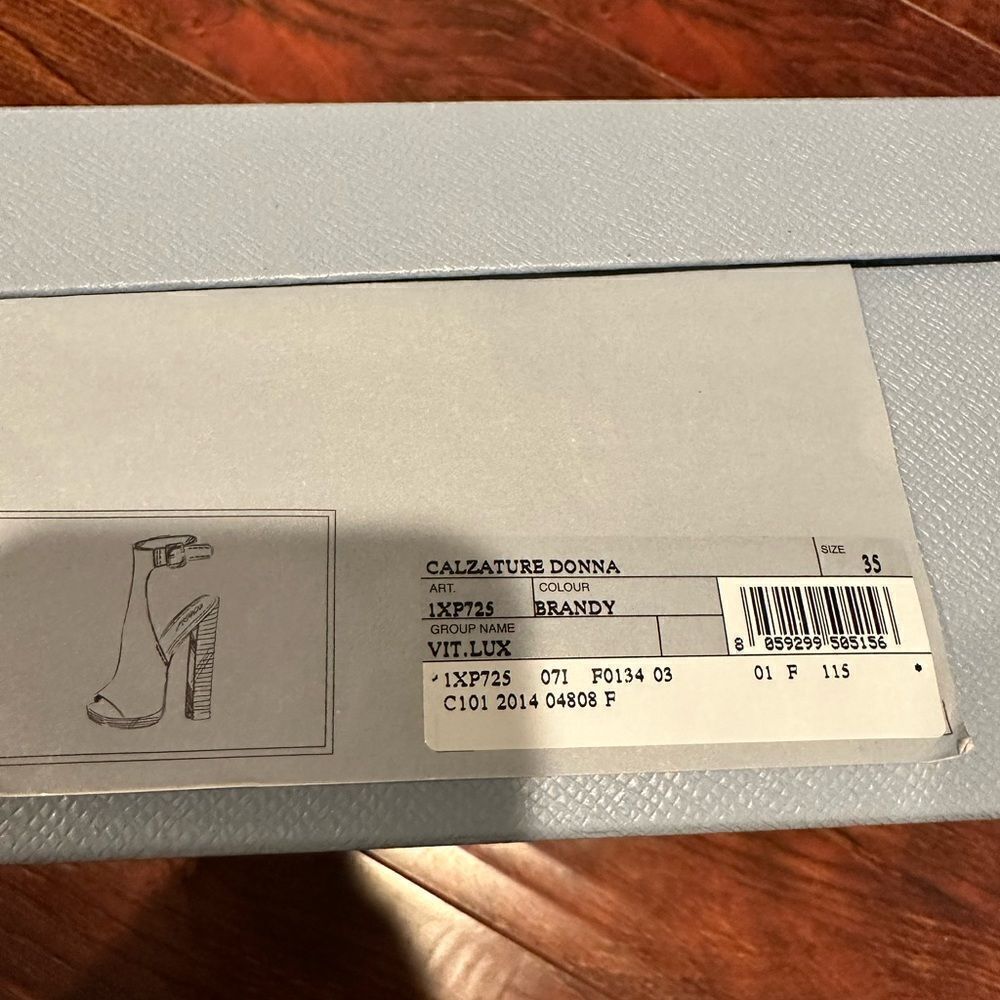 CALZATURE DONNA
SIZE
35
ART.
COLOUR
1XP725
BRANDY
GROUP NAME
VIT.LUX
8 059299 505156
1XP725 07I F0134 03 01 F 115
C101 2014 04808 F